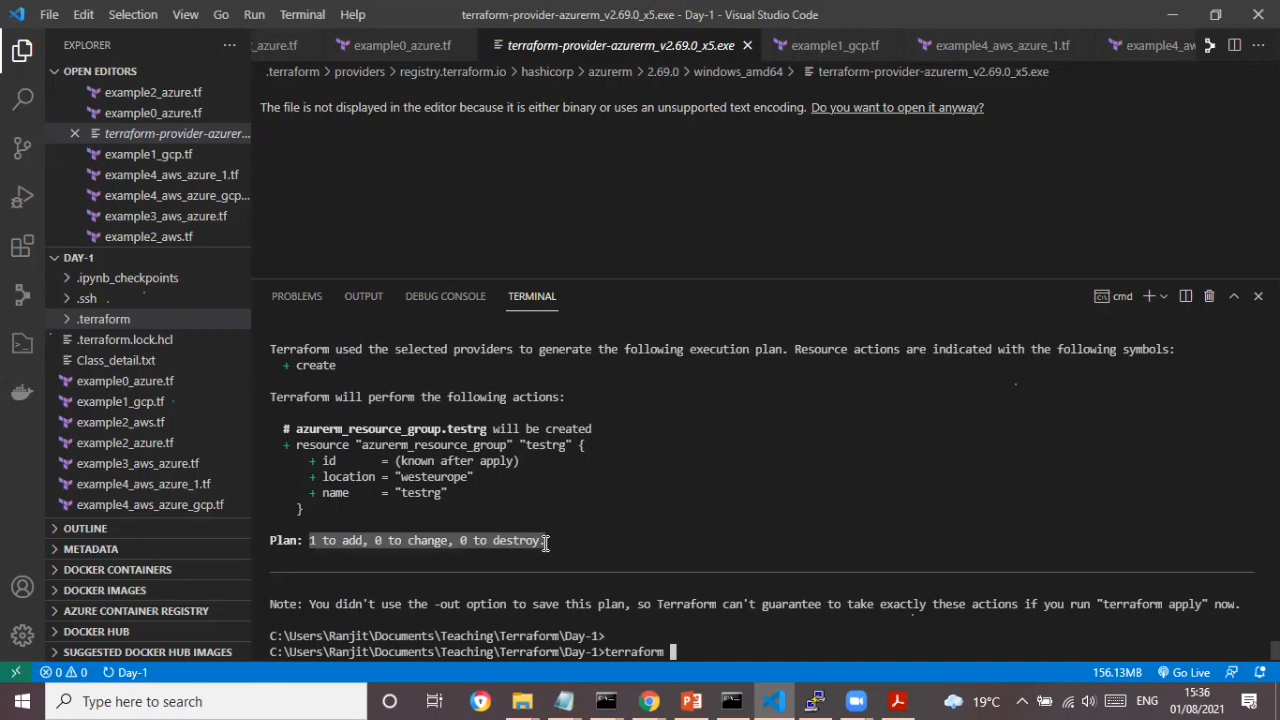 File Edit Selection View Go Run Terminal Help
terraform-provider-azurerm_v2.69.0_x5.exe - Day-1 - Visual Studio Code
EXPLORER
_azure.tf
example0_azure.tf
terraform-provider-azurerm_v2.69.0_x5.exe
example1_gcp.tf
example4_aws_azure_1.tf
example4_aw
OPEN EDITORS
.terraform > providers > registry.terraform.io > hashicorp > azurerm > 2.69.0 > windows_amd64 > terraform-provider-azurerm_v2.69.0_x5.exe
The file is not displayed in the editor because it is either binary or uses an unsupported text encoding. Do you want to open it anyway?
example2_azure.tf
example0_azure.tf
terraform-provider-azurer...
example1_gcp.tf
example4_aws_azure_1.tf
example4_aws_azure_gcp...
example3_aws_azure.tf
example2_aws.tf
DAY-1
.ipynb_checkpoints
.ssh
.terraform
.terraform.lock.hcl
Class_detail.txt
example0_azure.tf
example1_gcp.tf
example2_aws.tf
example2_azure.tf
example3_aws_azure.tf
example4_aws_azure_1.tf
example4_aws_azure_gcp.tf
OUTLINE
METADATA
DOCKER CONTAINERS
DOCKER IMAGES
AZURE CONTAINER REGISTRY
DOCKER HUB
SUGGESTED DOCKER HUB IMAGES
PROBLEMS OUTPUT DEBUG CONSOLE TERMINAL
cmd
Terraform used the selected providers to generate the following execution plan. Resource actions are indicated with the following symbols:
+ create
Terraform will perform the following actions:
# azurerm_resource_group.testrg will be created
+ resource "azurerm_resource_group" "testrg" {
+ id = (known after apply)
+ location = "westeurope"
+ name = "testrg"
}
Plan: 1 to add, 0 to change, 0 to destroy.
Note: You didn't use the -out option to save this plan, so Terraform can't guarantee to take exactly these actions if you run "terraform apply" now.
C:\Users\Ranjit\Documents\Teaching\Terraform\Day-1>
C:\Users\Ranjit\Documents\Teaching\Terraform\Day-1>terraform
0 0 Day-1
156.13MB Go Live
Type here to search
19°C
ENG
15:36
01/08/2021